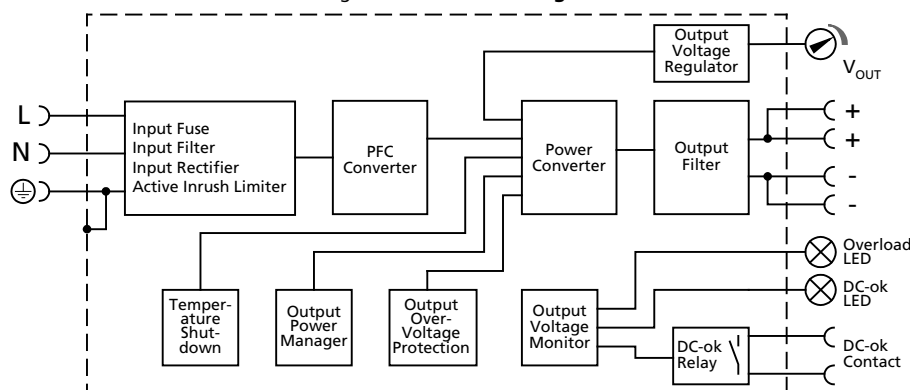 Output
Voltage
Regulator
V_OUT
L
N
Input Fuse
Input Filter
Input Rectifier
Active Inrush Limiter
PFC
Converter
Power
Converter
Output
Filter
+
+
-
-
Temper-
ature
Shut-
down
Output
Power
Manager
Output
Over-
Voltage
Protection
Output
Voltage
Monitor
Overload
LED
DC-ok
LED
DC-ok
Relay
DC-ok
Contact